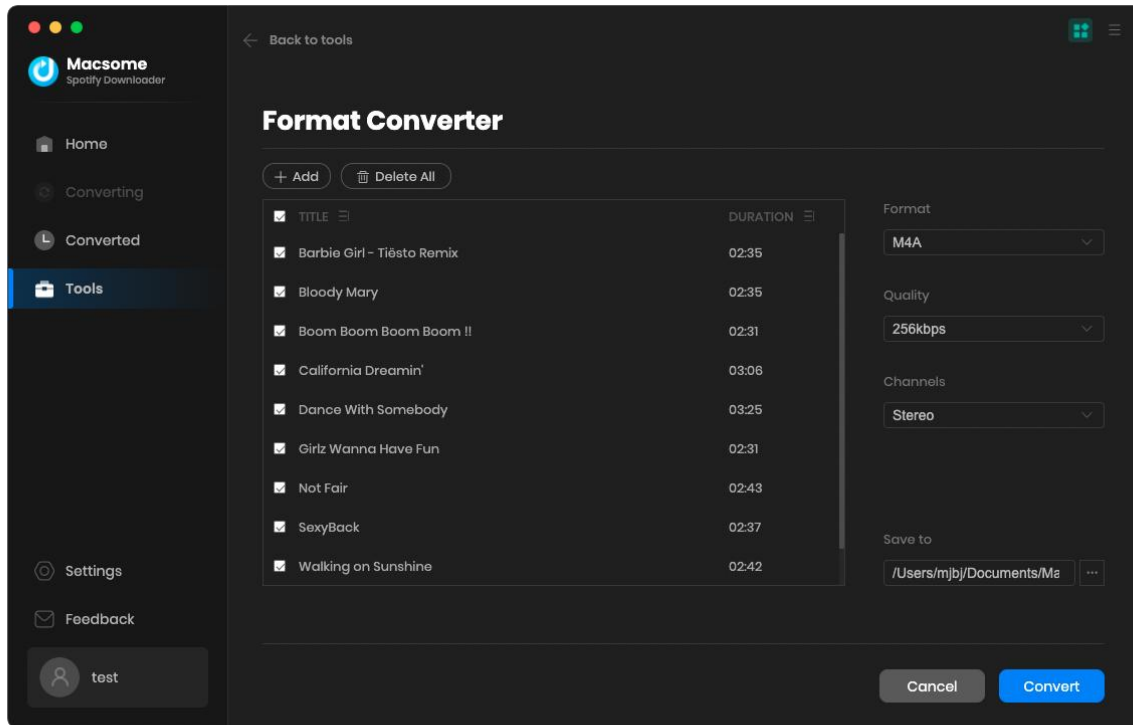 Macsome
Spotify Downloader
Home
Converting
Converted
Tools
Settings
Feedback
test
Back to tools
Format Converter
+ Add
Delete All
TITLE DURATION
Barbie Girl - Tiësto Remix 02:35
Bloody Mary 02:35
Boom Boom Boom Boom !! 02:31
California Dreamin' 03:06
Dance With Somebody 03:25
Girlz Wanna Have Fun 02:31
Not Fair 02:43
SexyBack 02:37
Walking on Sunshine 02:42
Format
M4A
Quality
256kbps
Channels
Stereo
Save to
/Users/mjbj/Documents/Ma ...
Cancel
Convert